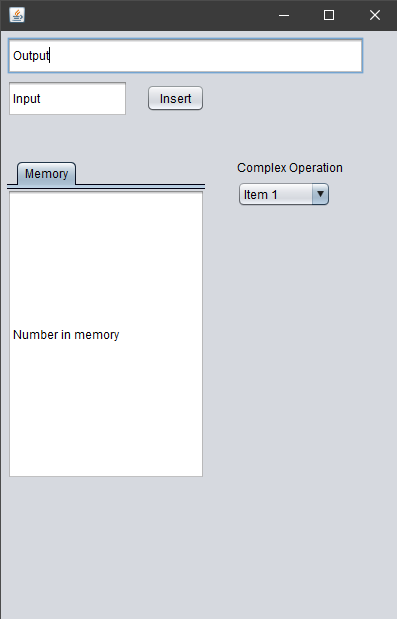 Output
Input
Insert
Memory
Complex Operation
Item 1
Number in memory